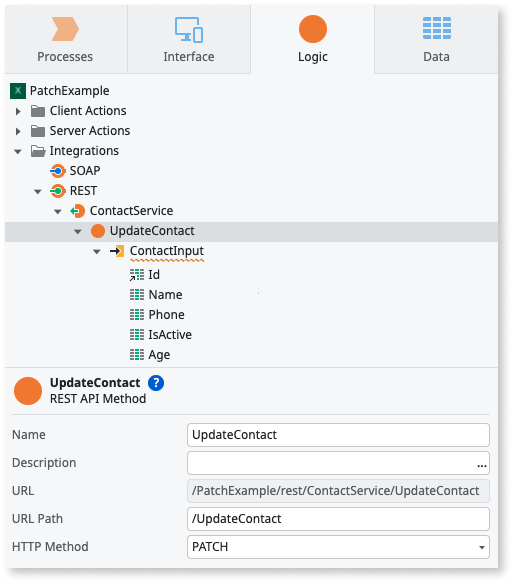 Processes Interface Logic Data
PatchExample
Client Actions
Server Actions
Integrations
SOAP
REST
ContactService
UpdateContact
ContactInput
Id
Name
Phone
IsActive
Age
UpdateContact ?
REST API Method
Name UpdateContact
Description ...
URL /PatchExample/rest/ContactService/UpdateContact
URL Path /UpdateContact
HTTP Method PATCH